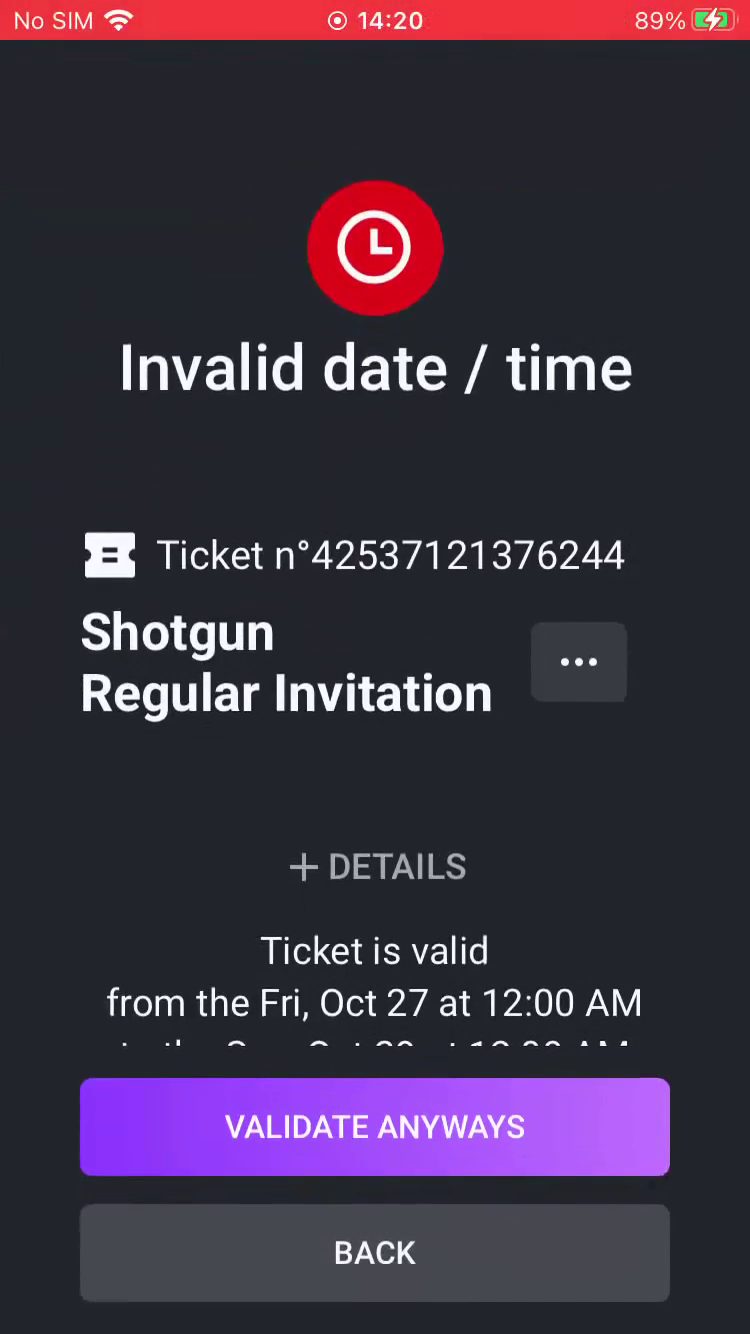 No SIM 14:20 89%
Invalid date / time
Ticket n°42537121376244
Shotgun
Regular Invitation
...
+ DETAILS
Ticket is valid
from the Fri, Oct 27 at 12:00 AM
VALIDATE ANYWAYS
BACK